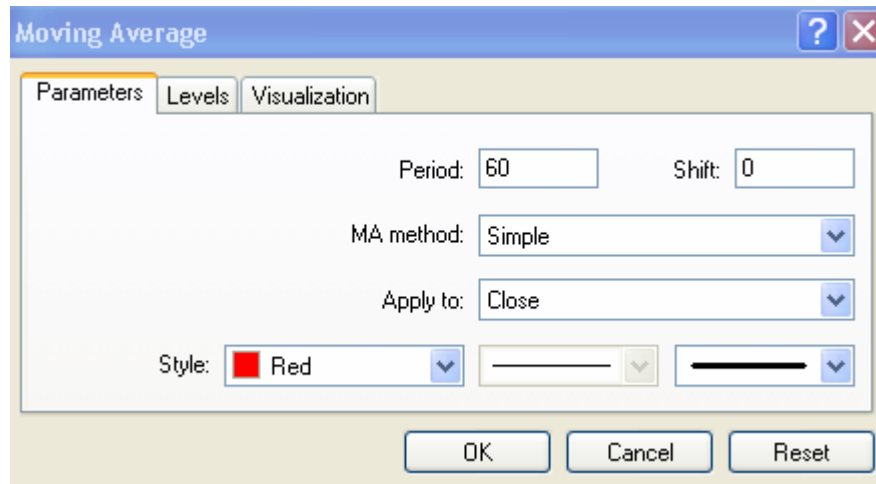 Moving Average ?
Parameters Levels Visualization
Period: 60 Shift: 0
MA method: Simple
Apply to: Close
Style: Red
OK Cancel Reset